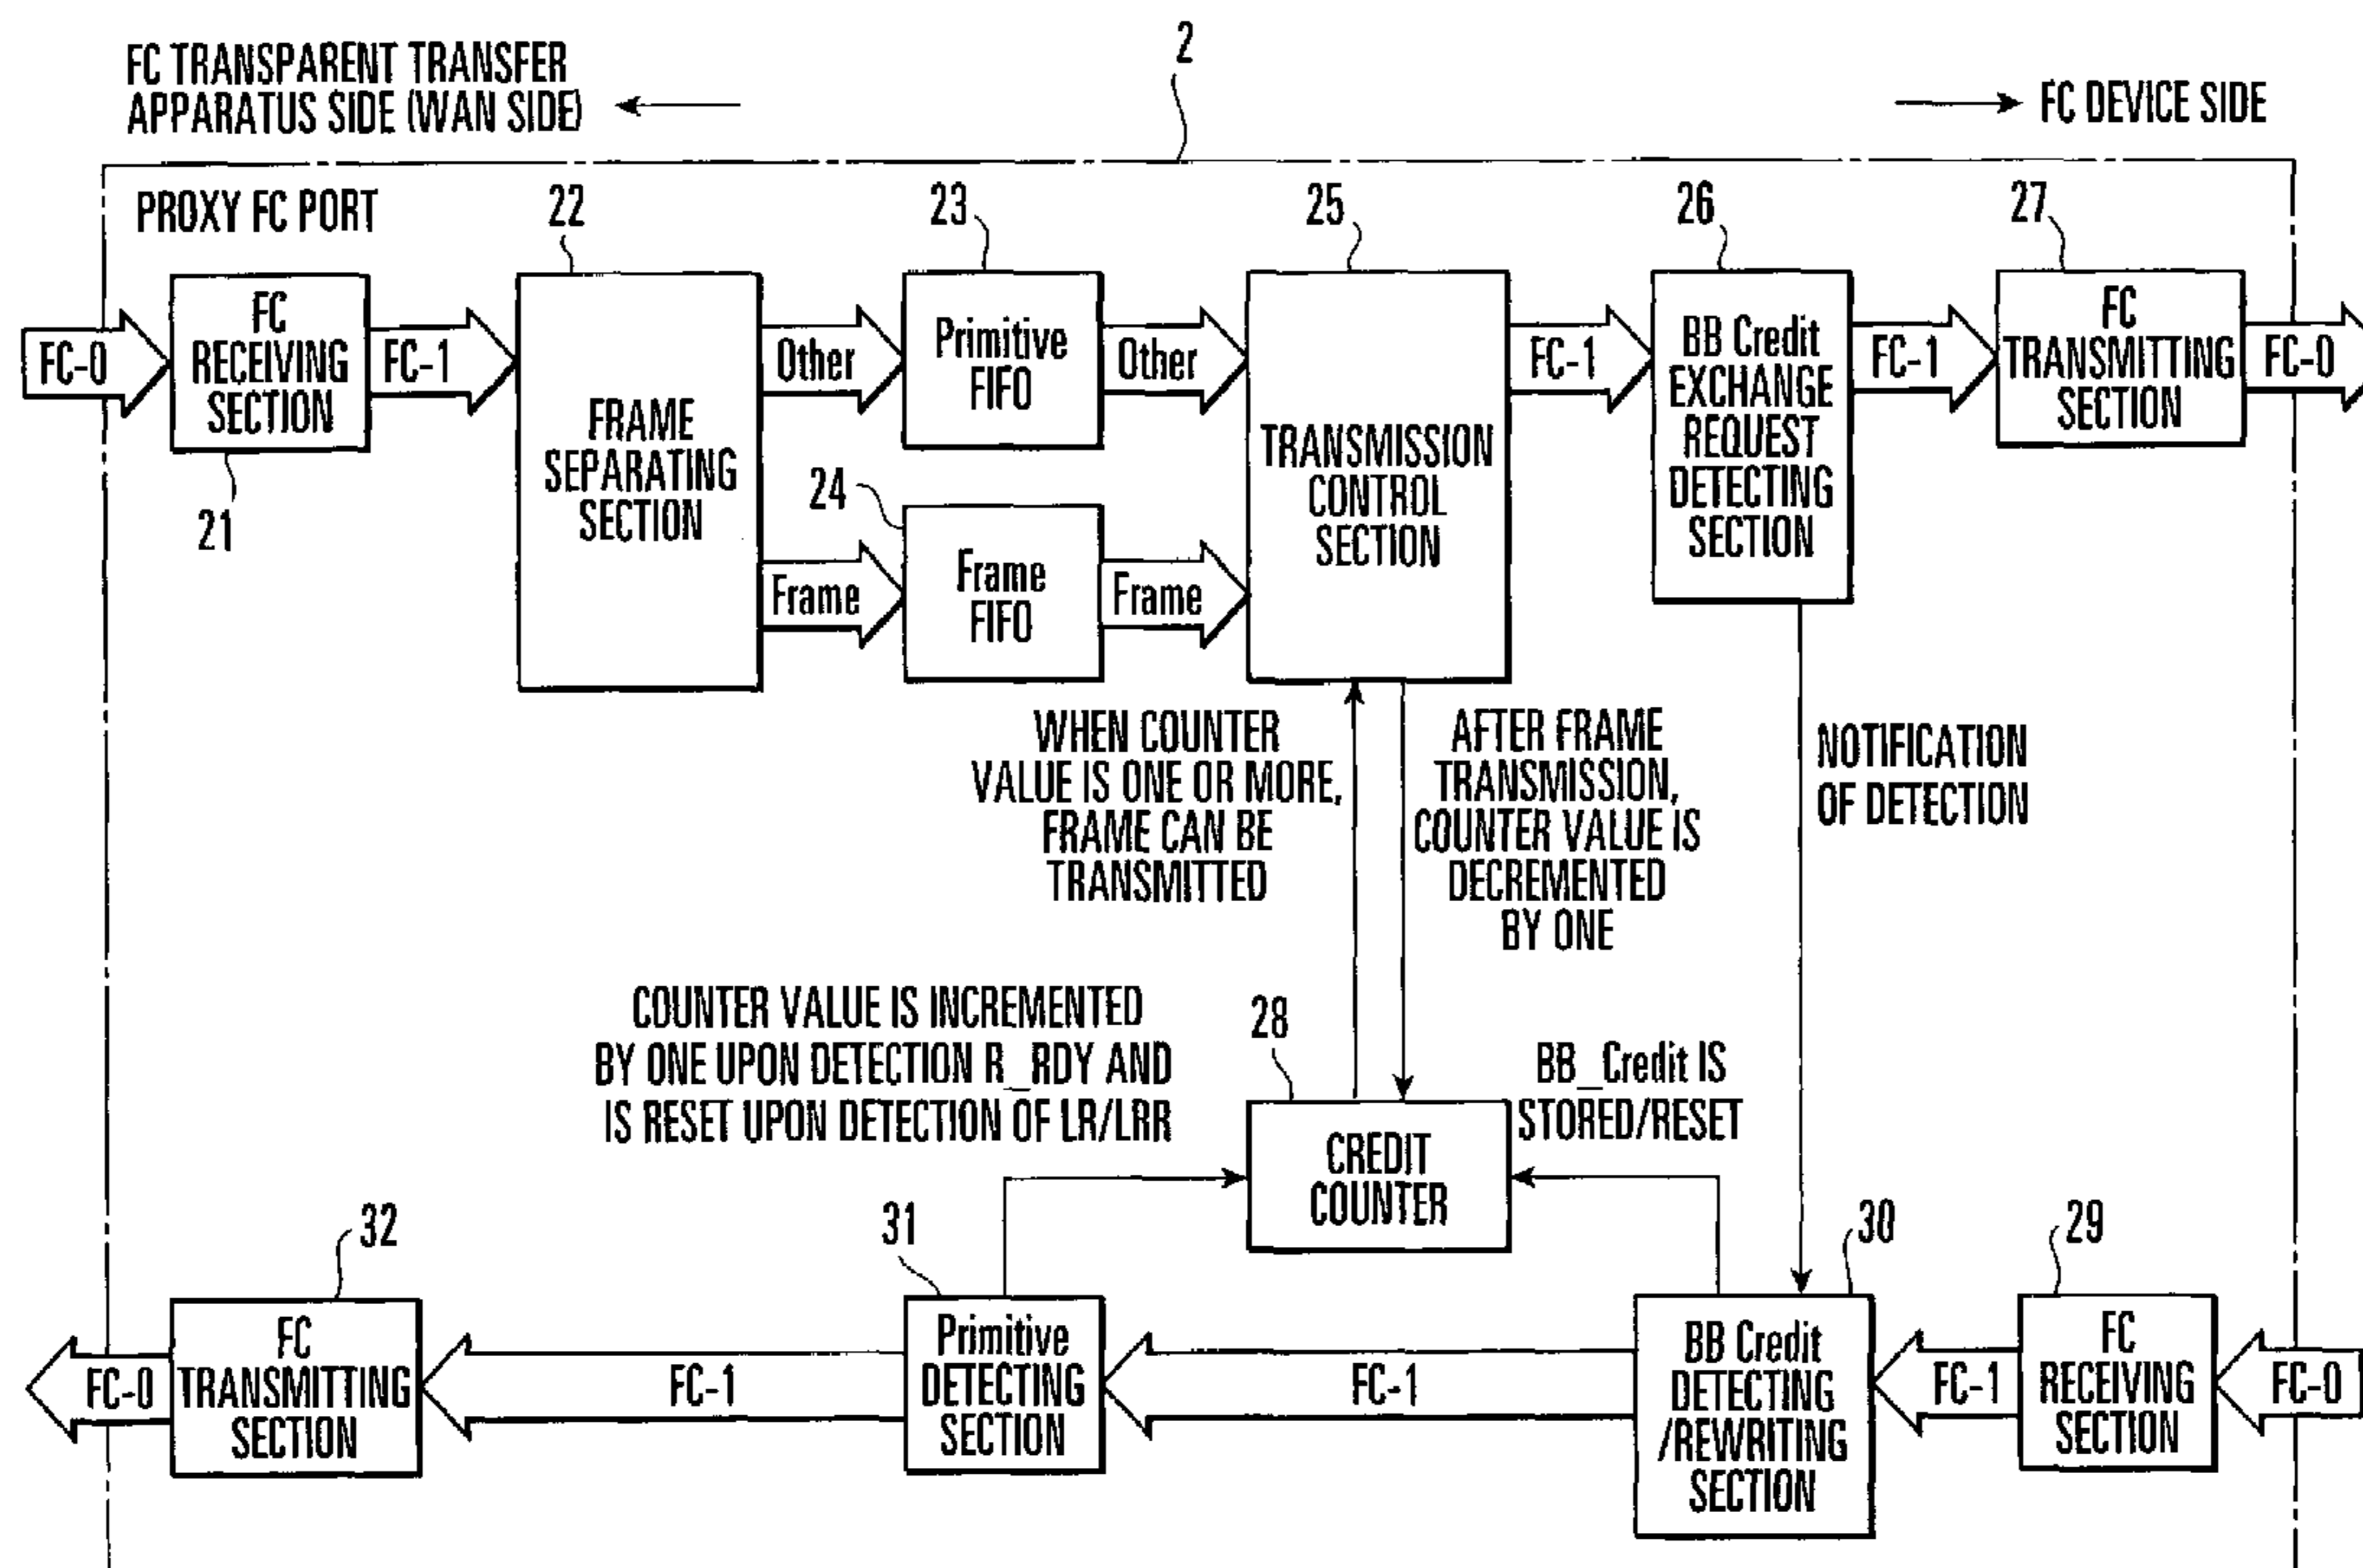 2
FC TRANSPARENT TRANSFER
APPARATUS SIDE (WAN SIDE)
FC DEVICE SIDE
PROXY FC PORT
22
23
25
26
27
FC-0
FC
RECEIVING
SECTION
21
FC-1
FRAME
SEPARATING
SECTION
Other
Primitive
FIFO
Other
Frame
24
Frame
FIFO
Frame
TRANSMISSION
CONTROL
SECTION
FC-1
BB Credit
EXCHANGE
REQUEST
DETECTING
SECTION
FC-1
FC
TRANSMITTING
SECTION
FC-0
WHEN COUNTER
VALUE IS ONE OR MORE,
FRAME CAN BE
TRANSMITTED
AFTER FRAME
TRANSMISSION,
COUNTER VALUE IS
DECREMENTED
BY ONE
NOTIFICATION
OF DETECTION
COUNTER VALUE IS INCREMENTED
BY ONE UPON DETECTION R_RDY AND
IS RESET UPON DETECTION OF LR/LRR
28
CREDIT
COUNTER
BB_Credit IS
STORED/RESET
32
31
30
29
FC-0
FC
TRANSMITTING
SECTION
FC-1
Primitive
DETECTING
SECTION
FC-1
BB Credit
DETECTING
/REWRITING
SECTION
FC-1
FC
RECEIVING
SECTION
FC-0